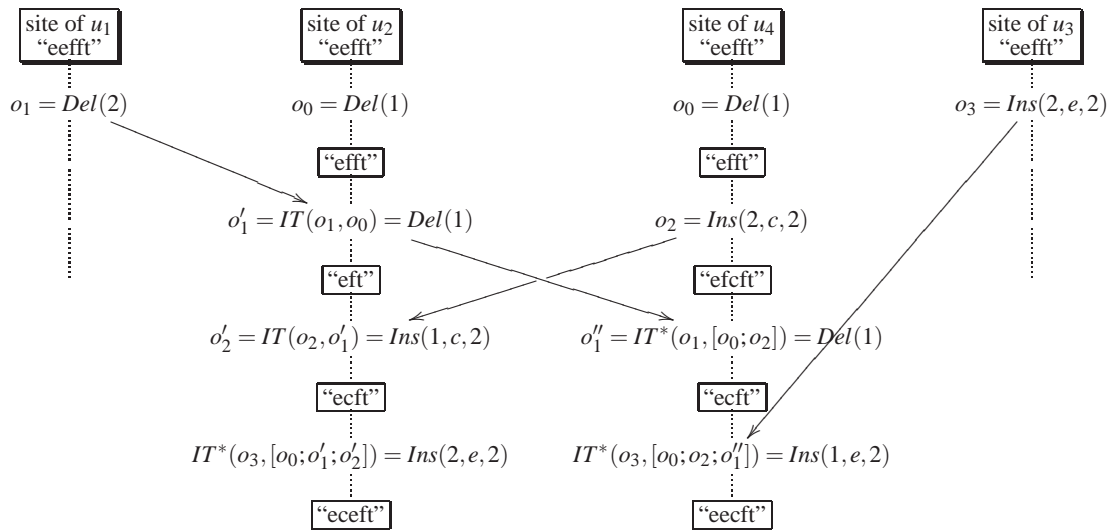 site of u₁
“eefft”
site of u₂
“eefft”
site of u₄
“eefft”
site of u₃
“eefft”
o₁ = Del(2)
o₀ = Del(1)
o₀ = Del(1)
o₃ = Ins(2,e,2)
“efft”
“efft”
o′₁ = IT(o₁,o₀) = Del(1)
o₂ = Ins(2,c,2)
“eft”
“efcft”
o′₂ = IT(o₂,o′₁) = Ins(1,c,2)
o″₁ = IT*(o₁,[o₀;o₂]) = Del(1)
“ecft”
“ecft”
IT*(o₃,[o₀;o′₁;o′₂]) = Ins(2,e,2)
IT*(o₃,[o₀;o₂;o″₁]) = Ins(1,e,2)
“eceft”
“eecft”